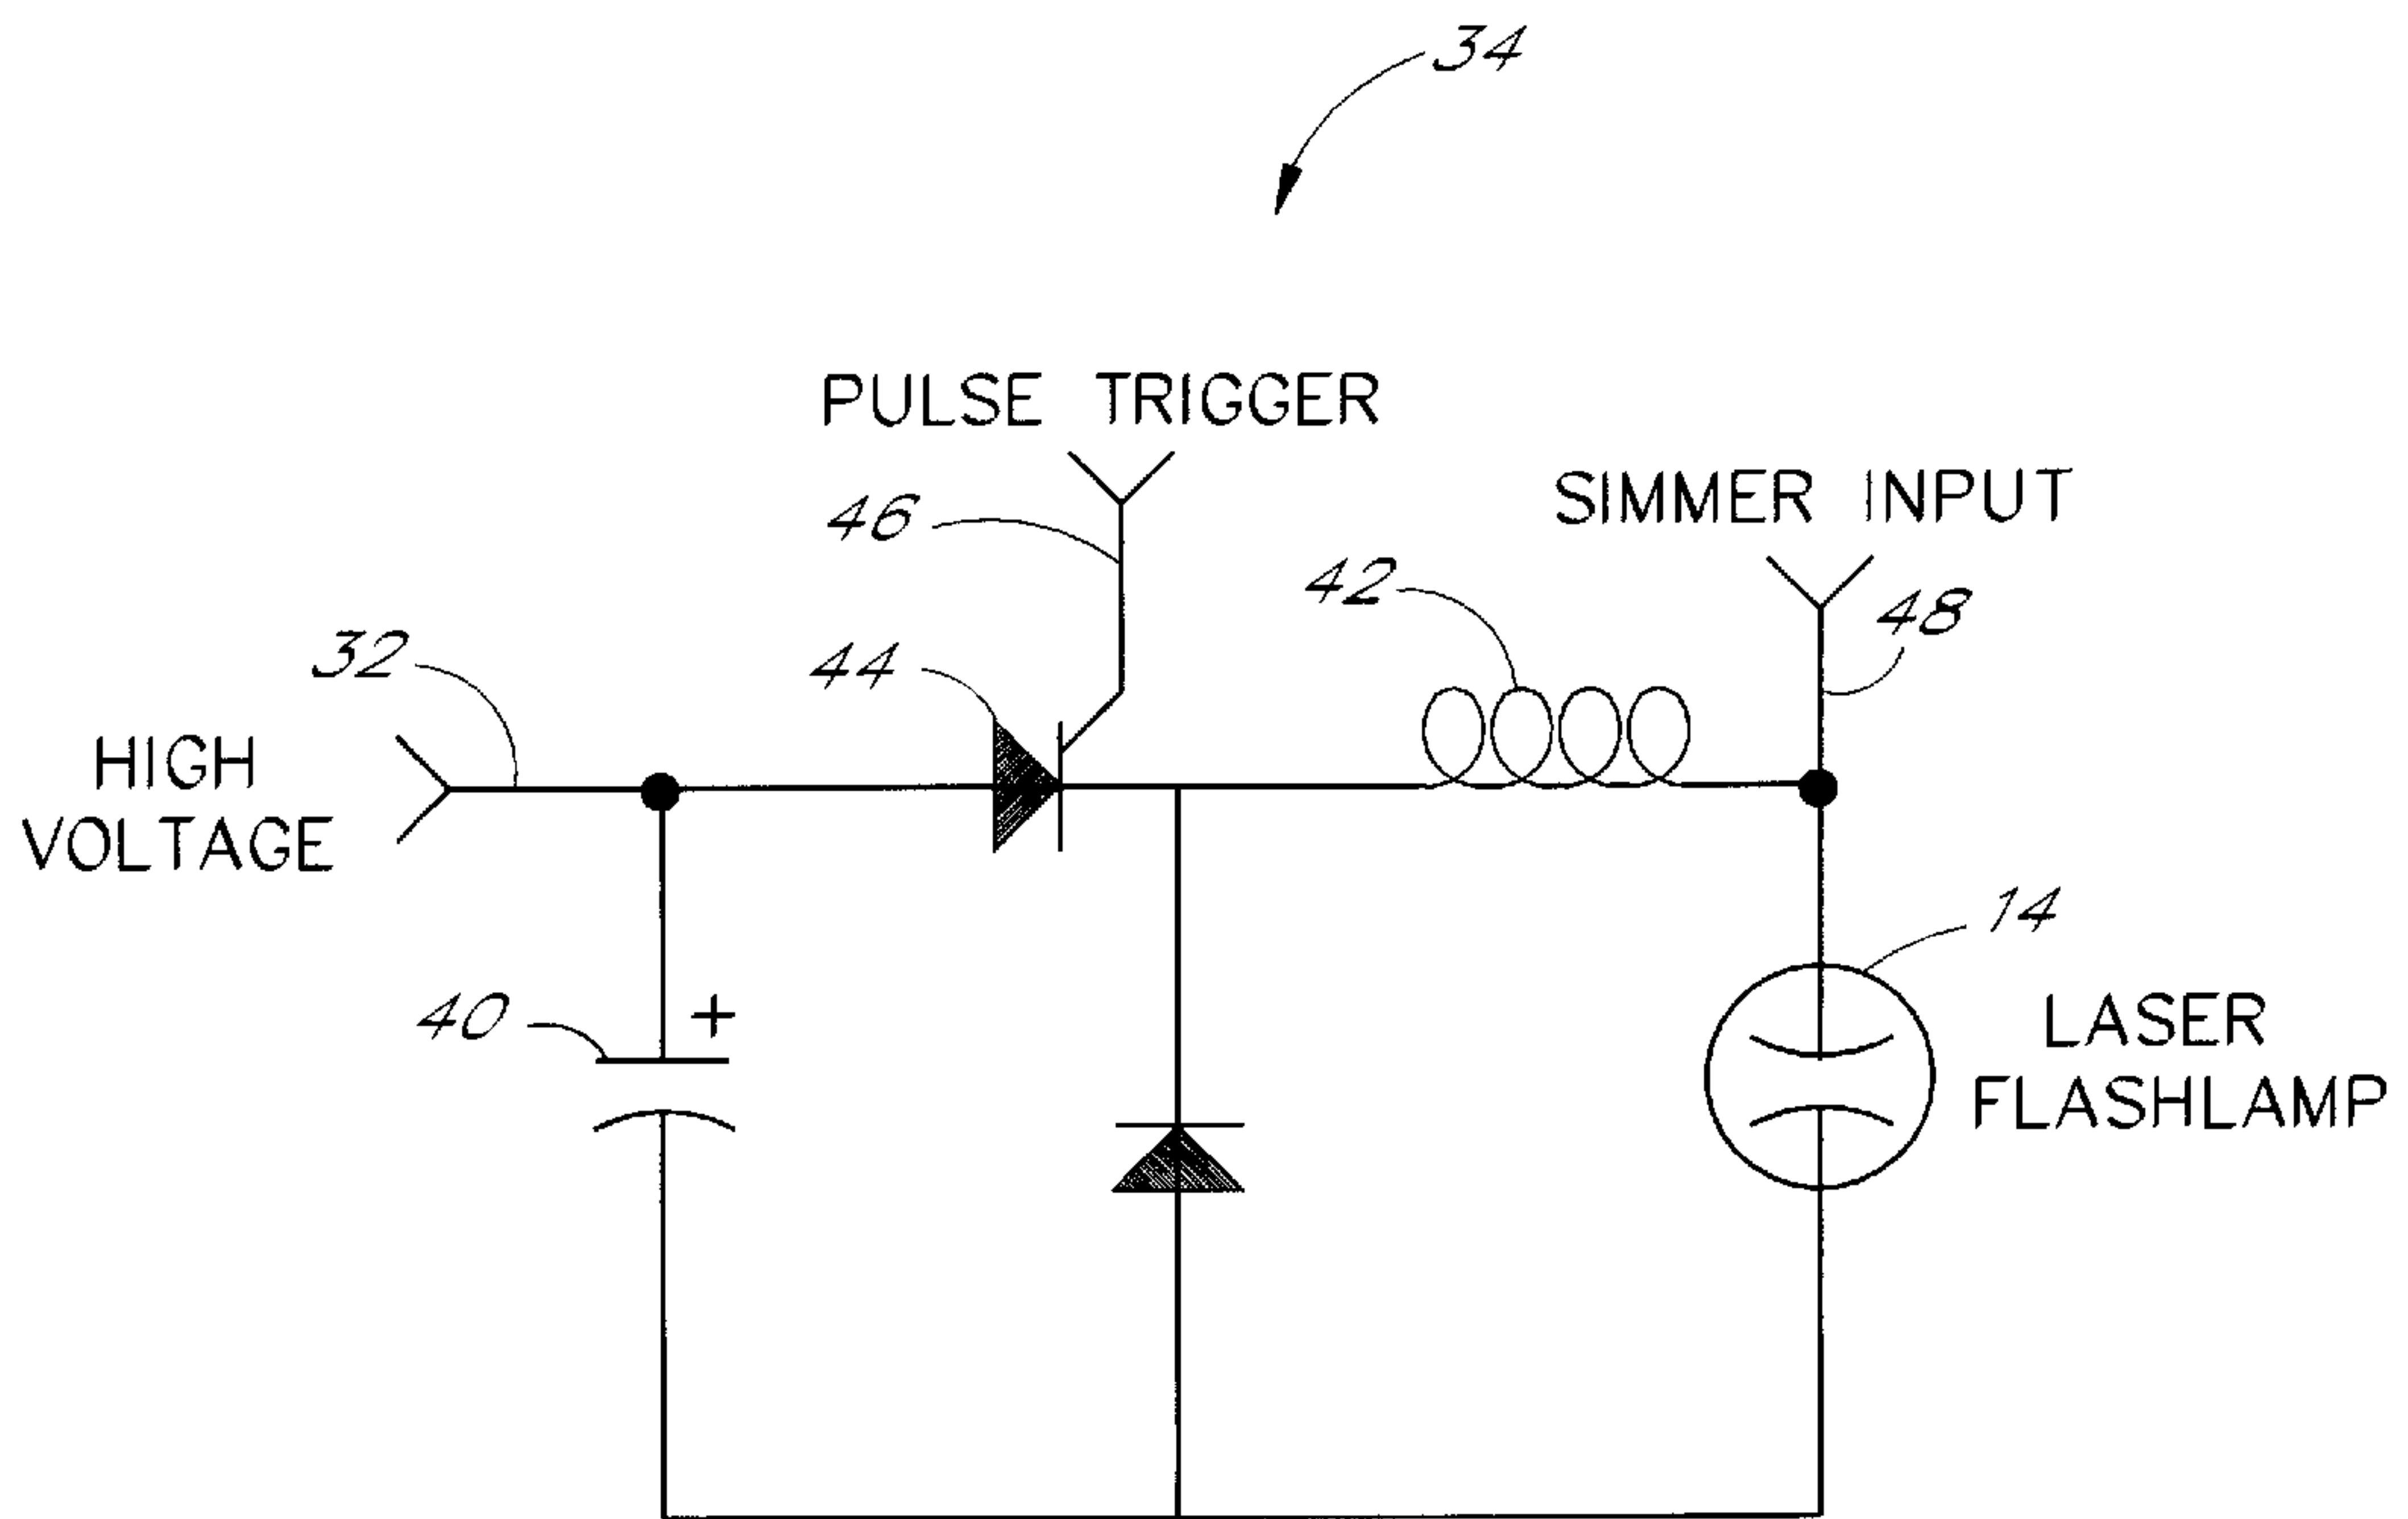 34
PULSE TRIGGER
46
SIMMER INPUT
42
48
32
44
HIGH
VOLTAGE
14
40
+
LASER
FLASHLAMP